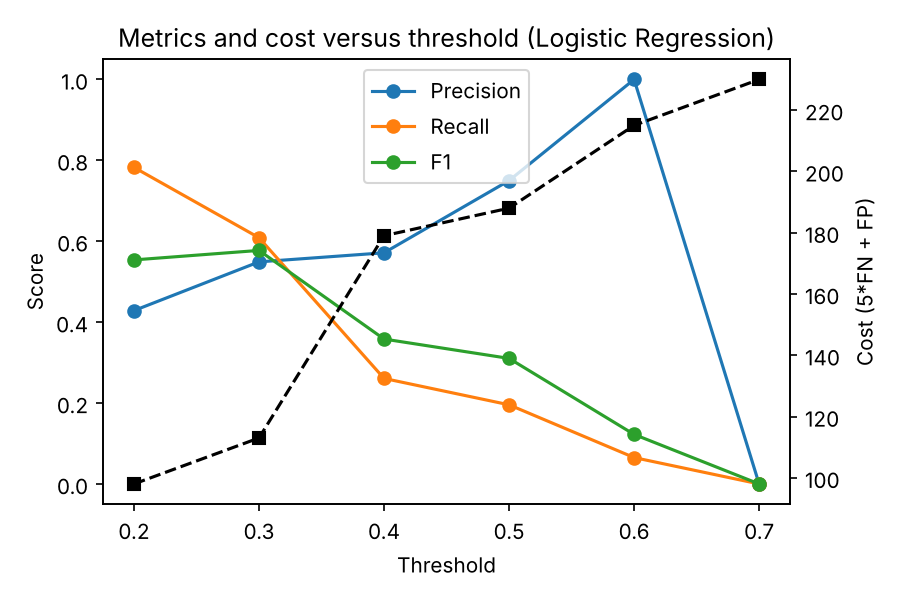 Metrics and cost versus threshold (Logistic Regression)
Precision
Recall
F1
1.0
0.8
0.6
0.4
0.2
0.0
Score
220
200
180
160
140
120
100
Cost (5*FN + FP)
0.2 0.3 0.4 0.5 0.6 0.7
Threshold